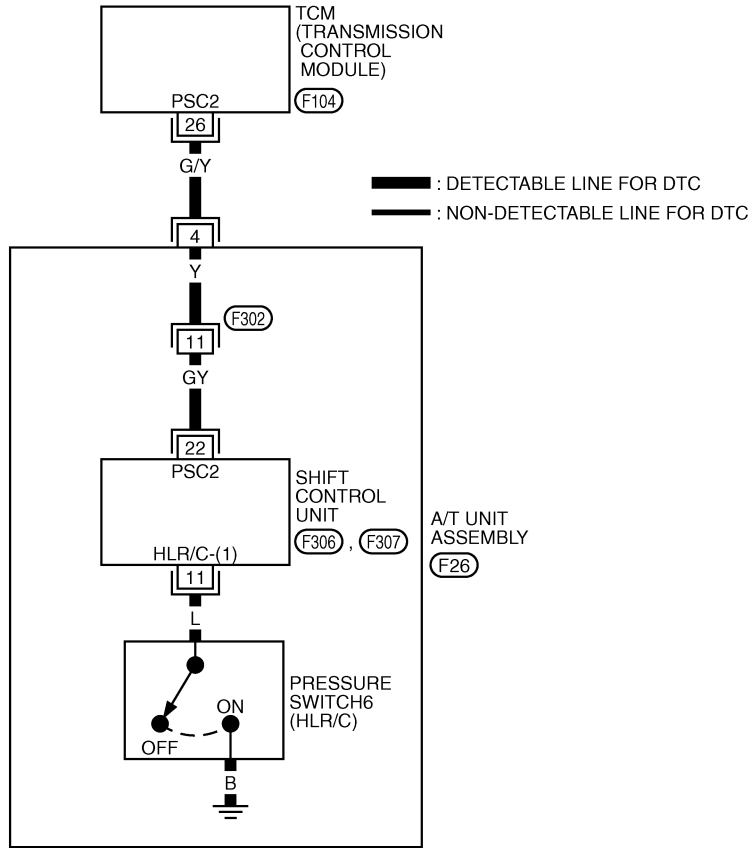 TCM
(TRANSMISSION
CONTROL
MODULE)
PSC2
F104
26
G/Y
: DETECTABLE LINE FOR DTC
: NON-DETECTABLE LINE FOR DTC
4
Y
F302
11
GY
22
PSC2
SHIFT
CONTROL
UNIT
F306 , F307
HLR/C-(1)
A/T UNIT
ASSEMBLY
F26
11
L
PRESSURE
SWITCH6
(HLR/C)
ON
OFF
B